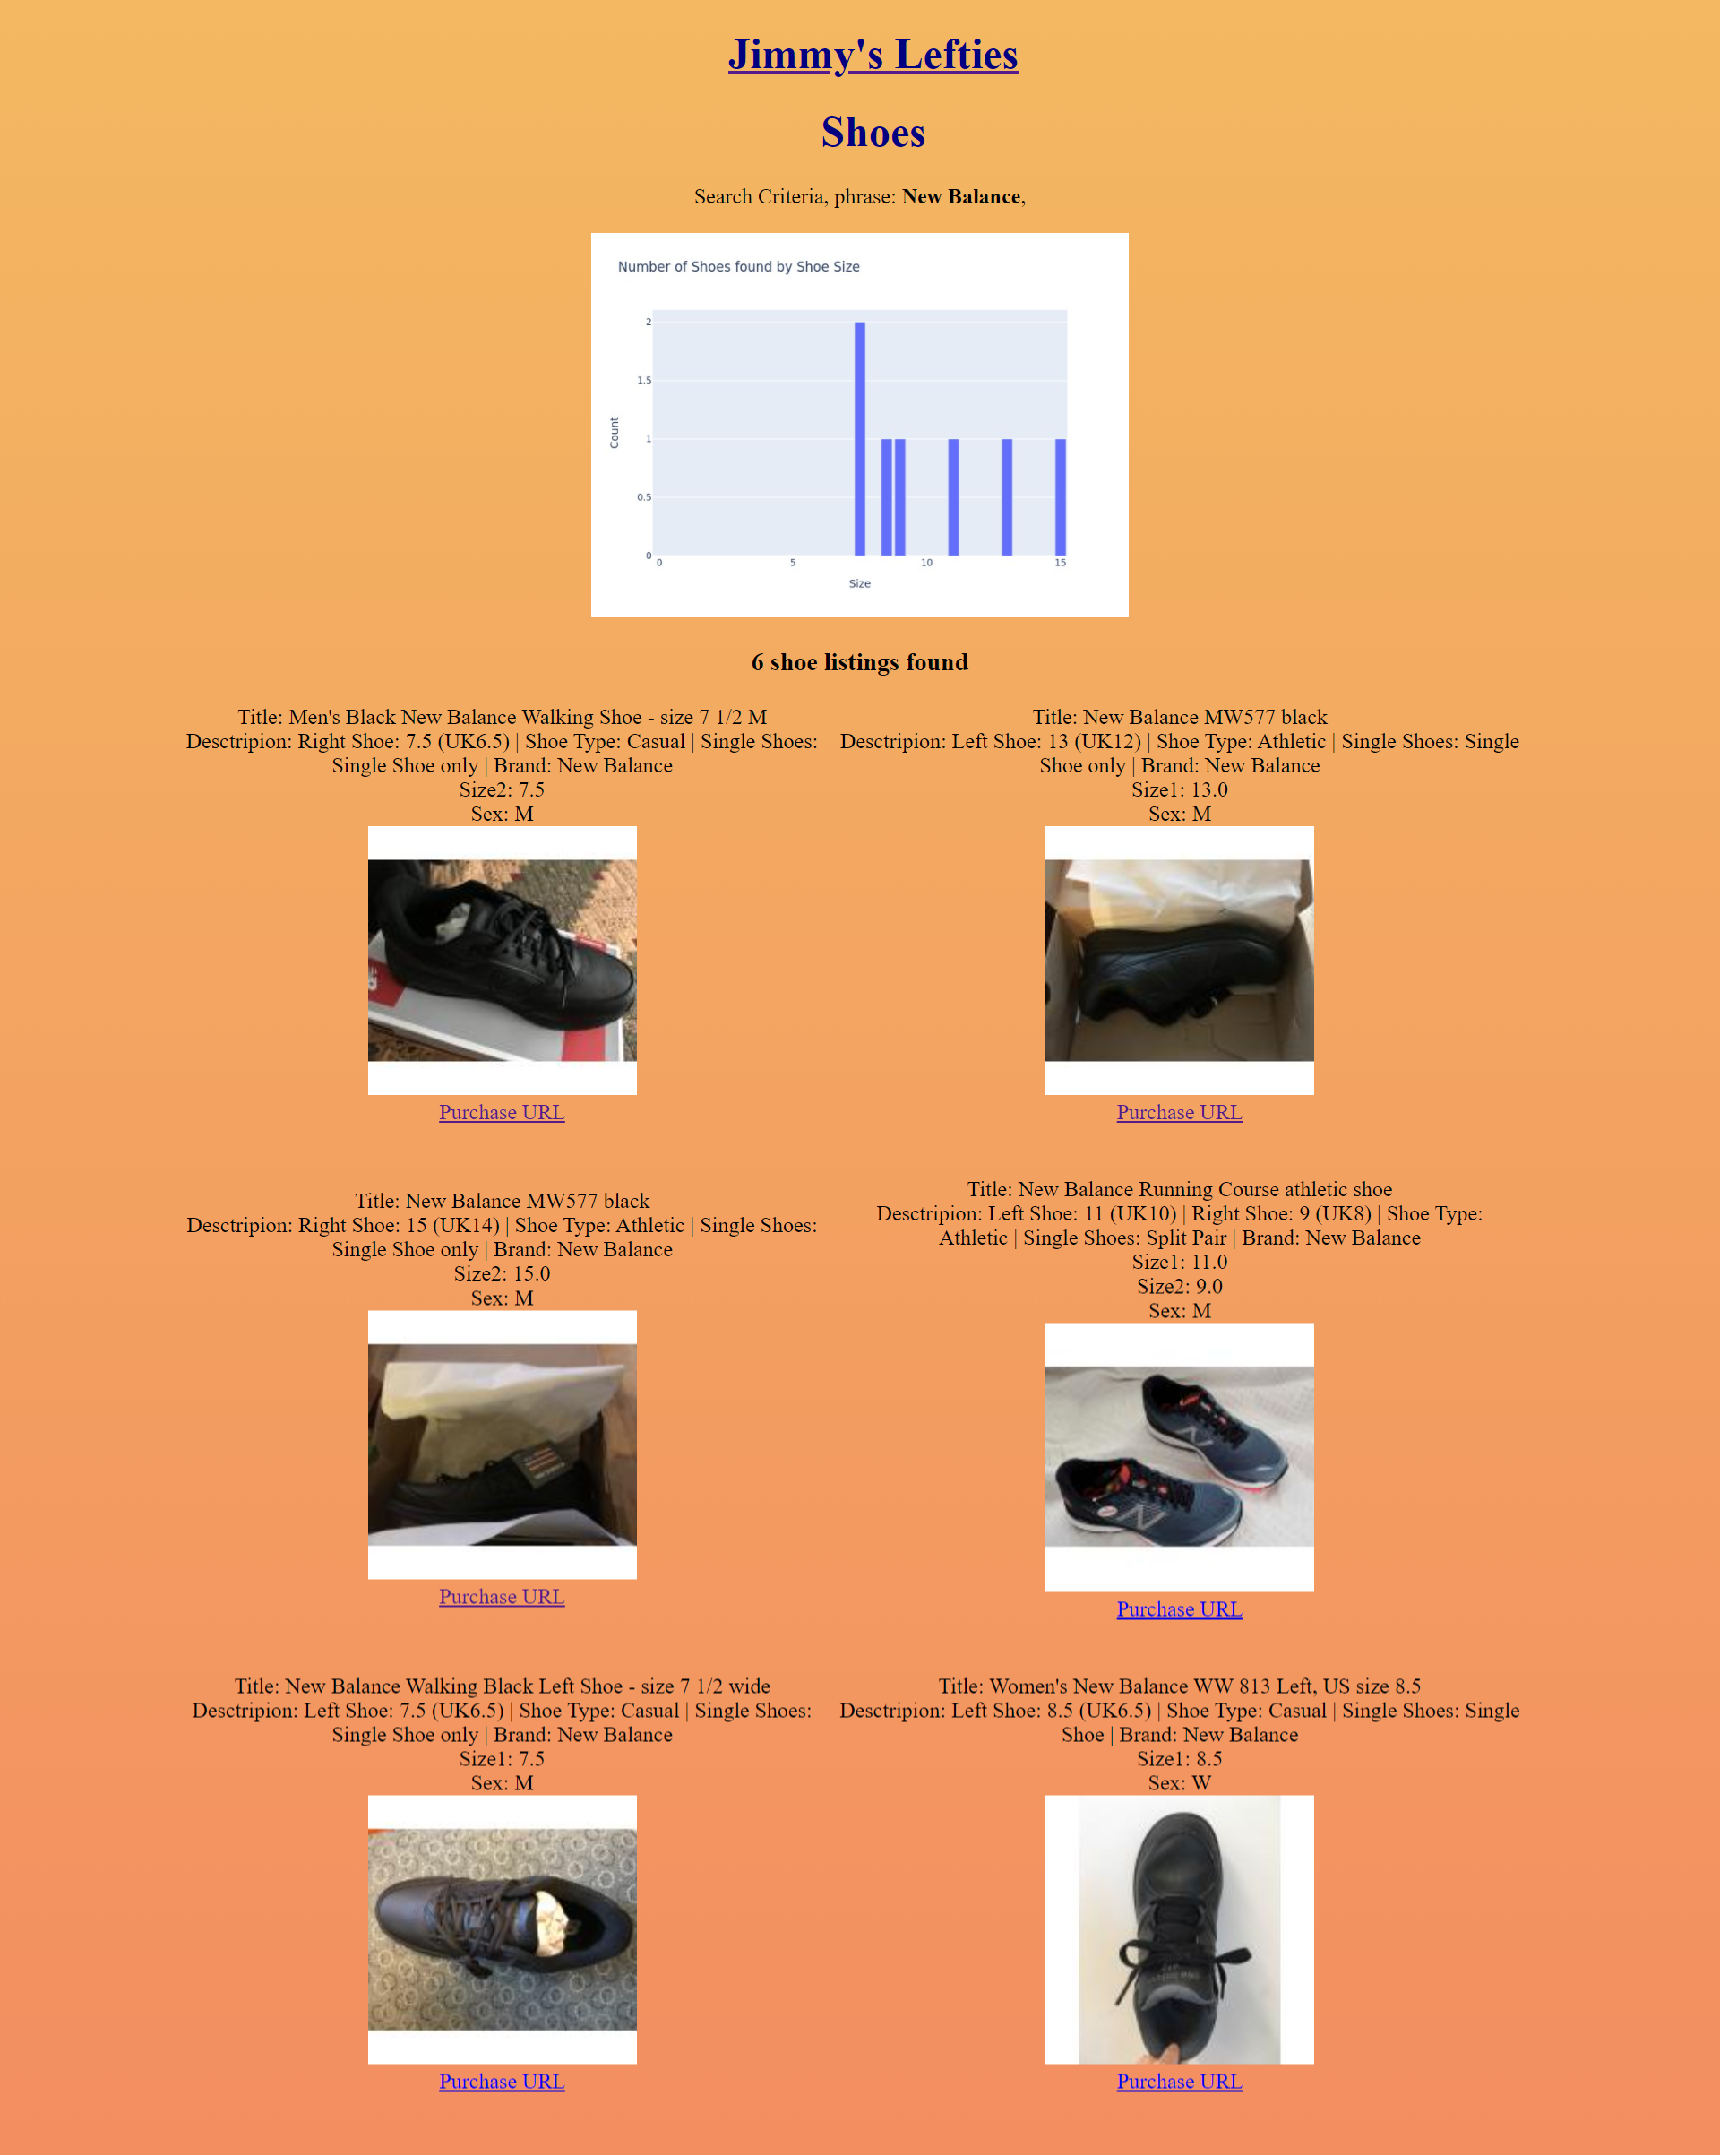 Jimmy's Lefties
Shoes
Search Criteria, phrase: New Balance,
Number of Shoes found by Shoe Size
2
1.5
1
0.5
0
Count
0 5 10 15
Size
6 shoe listings found
Title: Men's Black New Balance Walking Shoe - size 7 1/2 M
Desctripion: Right Shoe: 7.5 (UK6.5) | Shoe Type: Casual | Single Shoes:
Single Shoe only | Brand: New Balance
Size2: 7.5
Sex: M
Purchase URL
Title: New Balance MW577 black
Desctripion: Left Shoe: 13 (UK12) | Shoe Type: Athletic | Single Shoes: Single
Shoe only | Brand: New Balance
Size1: 13.0
Sex: M
Purchase URL
Title: New Balance MW577 black
Desctripion: Right Shoe: 15 (UK14) | Shoe Type: Athletic | Single Shoes:
Single Shoe only | Brand: New Balance
Size2: 15.0
Sex: M
Purchase URL
Title: New Balance Running Course athletic shoe
Desctripion: Left Shoe: 11 (UK10) | Right Shoe: 9 (UK8) | Shoe Type:
Athletic | Single Shoes: Split Pair | Brand: New Balance
Size1: 11.0
Size2: 9.0
Sex: M
Purchase URL
Title: New Balance Walking Black Left Shoe - size 7 1/2 wide
Desctripion: Left Shoe: 7.5 (UK6.5) | Shoe Type: Casual | Single Shoes:
Single Shoe only | Brand: New Balance
Size1: 7.5
Sex: M
Purchase URL
Title: Women's New Balance WW 813 Left, US size 8.5
Desctripion: Left Shoe: 8.5 (UK6.5) | Shoe Type: Casual | Single Shoes: Single
Shoe | Brand: New Balance
Size1: 8.5
Sex: W
Purchase URL